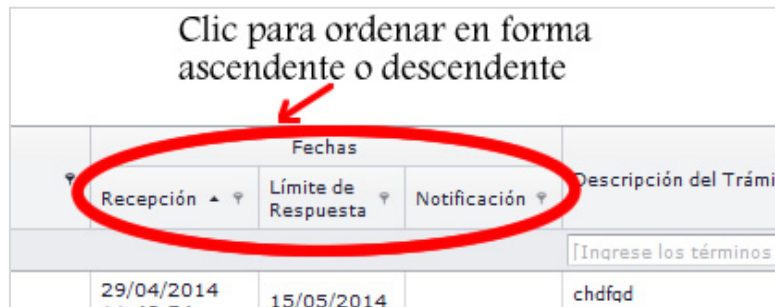 Clic para ordenar en forma
ascendente o descendente
Fechas
Recepción
Límite de
Respuesta
Notificación
Descripción del Trámi
[Ingrese los términos
29/04/2014
15/05/2014
chdfgd